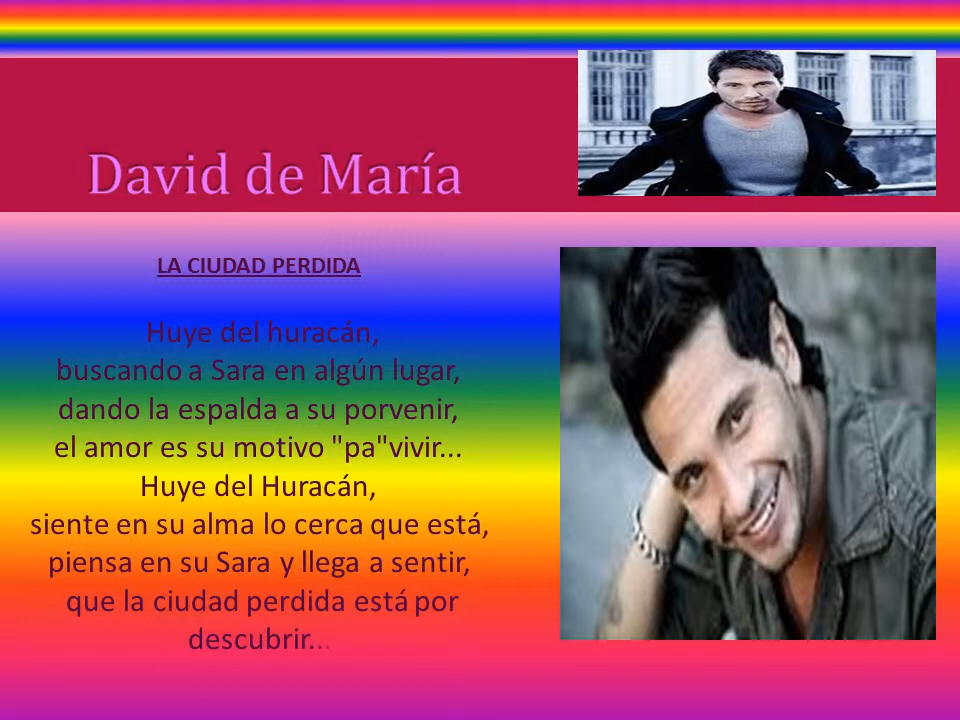 David de María
LA CIUDAD PERDIDA
Huye del huracán,
buscando a Sara en algún lugar,
dando la espalda a su porvenir,
el amor es su motivo "pa"vivir...
Huye del Huracán,
siente en su alma lo cerca que está,
piensa en su Sara y llega a sentir,
que la ciudad perdida está por
descubrir...